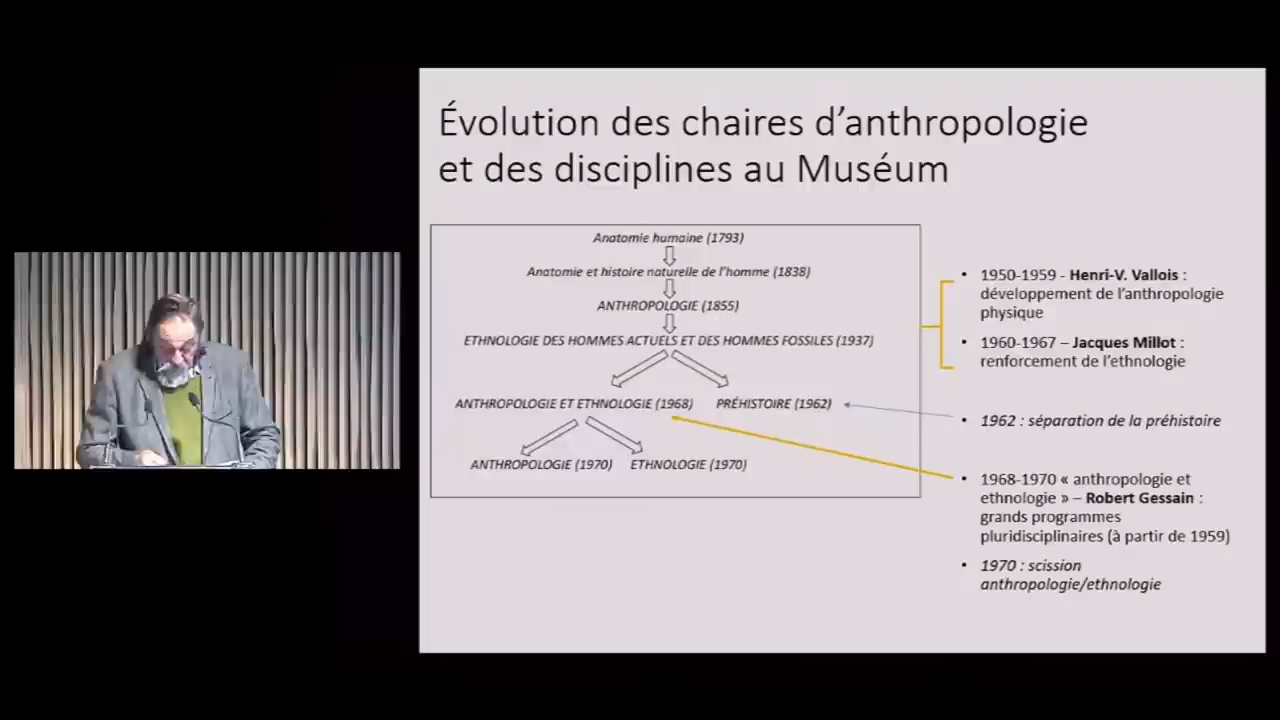 Évolution des chaires d’anthropologie
et des disciplines au Muséum
Anatomie humaine (1793)
Anatomie et histoire naturelle de l’homme (1838)
ANTHROPOLOGIE (1855)
ETHNOLOGIE DES HOMMES ACTUELS ET DES HOMMES FOSSILES (1937)
ANTHROPOLOGIE ET ETHNOLOGIE (1968)
PRÉHISTOIRE (1962)
ANTHROPOLOGIE (1970)
ETHNOLOGIE (1970)
• 1950-1959 - Henri-V. Vallois :
développement de l’anthropologie
physique
• 1960-1967 – Jacques Millot :
renforcement de l’ethnologie
• 1962 : séparation de la préhistoire
• 1968-1970 « anthropologie et
ethnologie » – Robert Gessain :
grands programmes
pluridisciplinaires (à partir de 1959)
• 1970 : scission
anthropologie/ethnologie